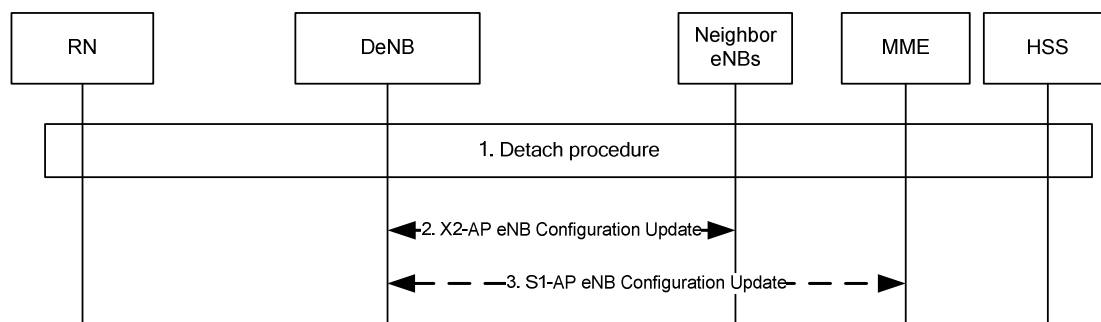 RN
DeNB
Neighbor
eNBs
MME
HSS
1. Detach procedure
2. X2-AP eNB Configuration Update
3. S1-AP eNB Configuration Update